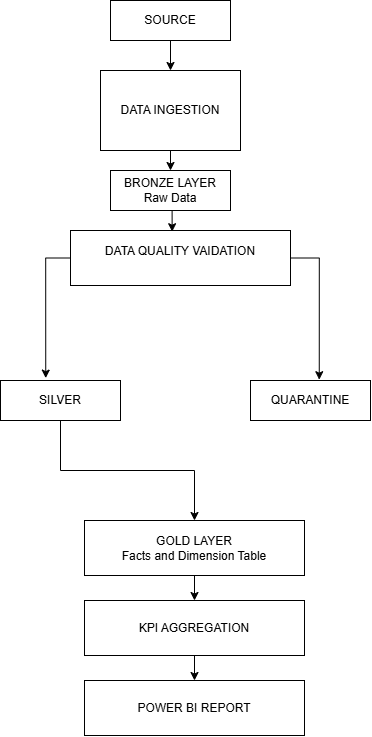 SOURCE
DATA INGESTION
BRONZE LAYER
Raw Data
DATA QUALITY VAIDATION
SILVER
QUARANTINE
GOLD LAYER
Facts and Dimension Table
KPI AGGREGATION
POWER BI REPORT